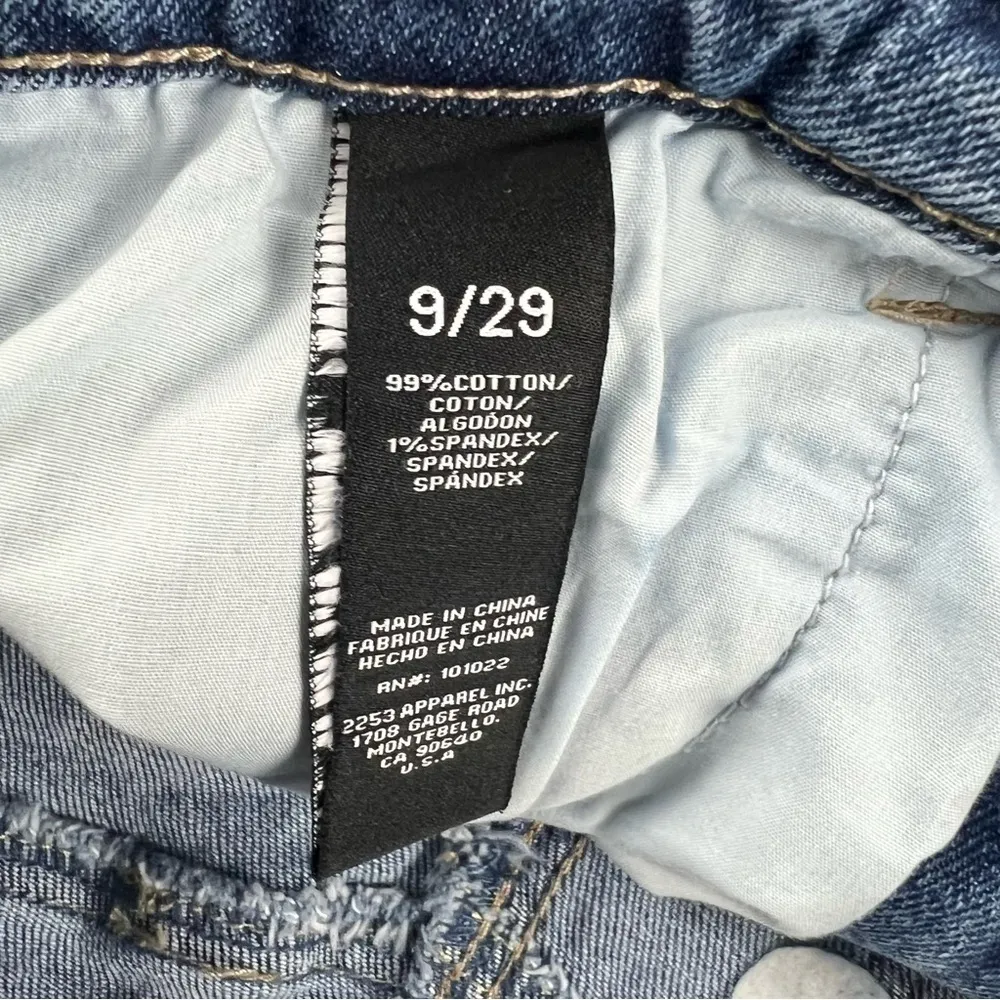 9/29
99%COTTON/
COTON/
ALGODÓN
1%SPANDEX/
SPANDEX/
SPÁNDEX
MADE IN CHINA
FABRIQUE EN CHINE
HECHO EN CHINA
RN#: 101022
2253 APPAREL INC.
1708 GAGE ROAD
MONTEBELLO.
CA 90640
U.S.A